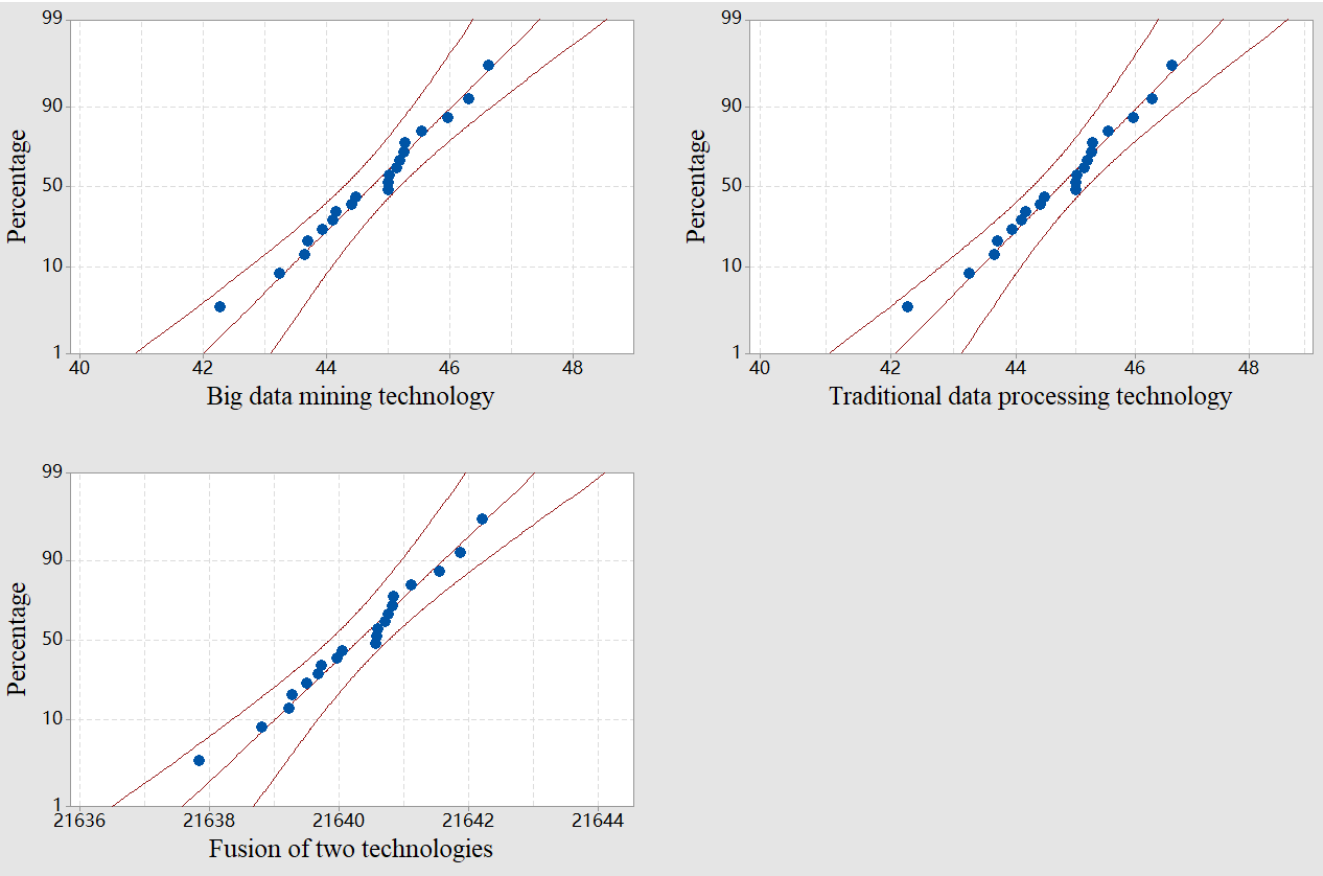 99
90
Percentage
50
10
1
40 42 44 46 48
Big data mining technology
99
90
Percentage
50
10
1
40 42 44 45 46 48
Traditional data processing technology
99
90
Percentage
50
10
1
21636 21638 21640 21642 21644
Fusion of two technologies